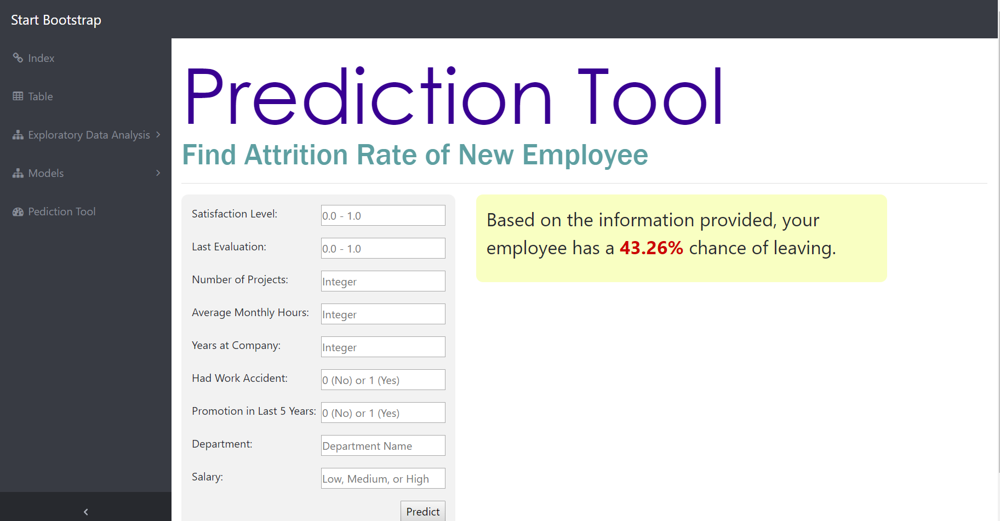 Start Bootstrap
Index
Table
Exploratory Data Analysis
Models
Pediction Tool
Prediction Tool
Find Attrition Rate of New Employee
Satisfaction Level: 0.0 - 1.0
Last Evaluation: 0.0 - 1.0
Number of Projects: Integer
Average Monthly Hours: Integer
Years at Company: Integer
Had Work Accident: 0 (No) or 1 (Yes)
Promotion in Last 5 Years: 0 (No) or 1 (Yes)
Department: Department Name
Salary: Low, Medium, or High
Predict
Based on the information provided, your
employee has a 43.26% chance of leaving.